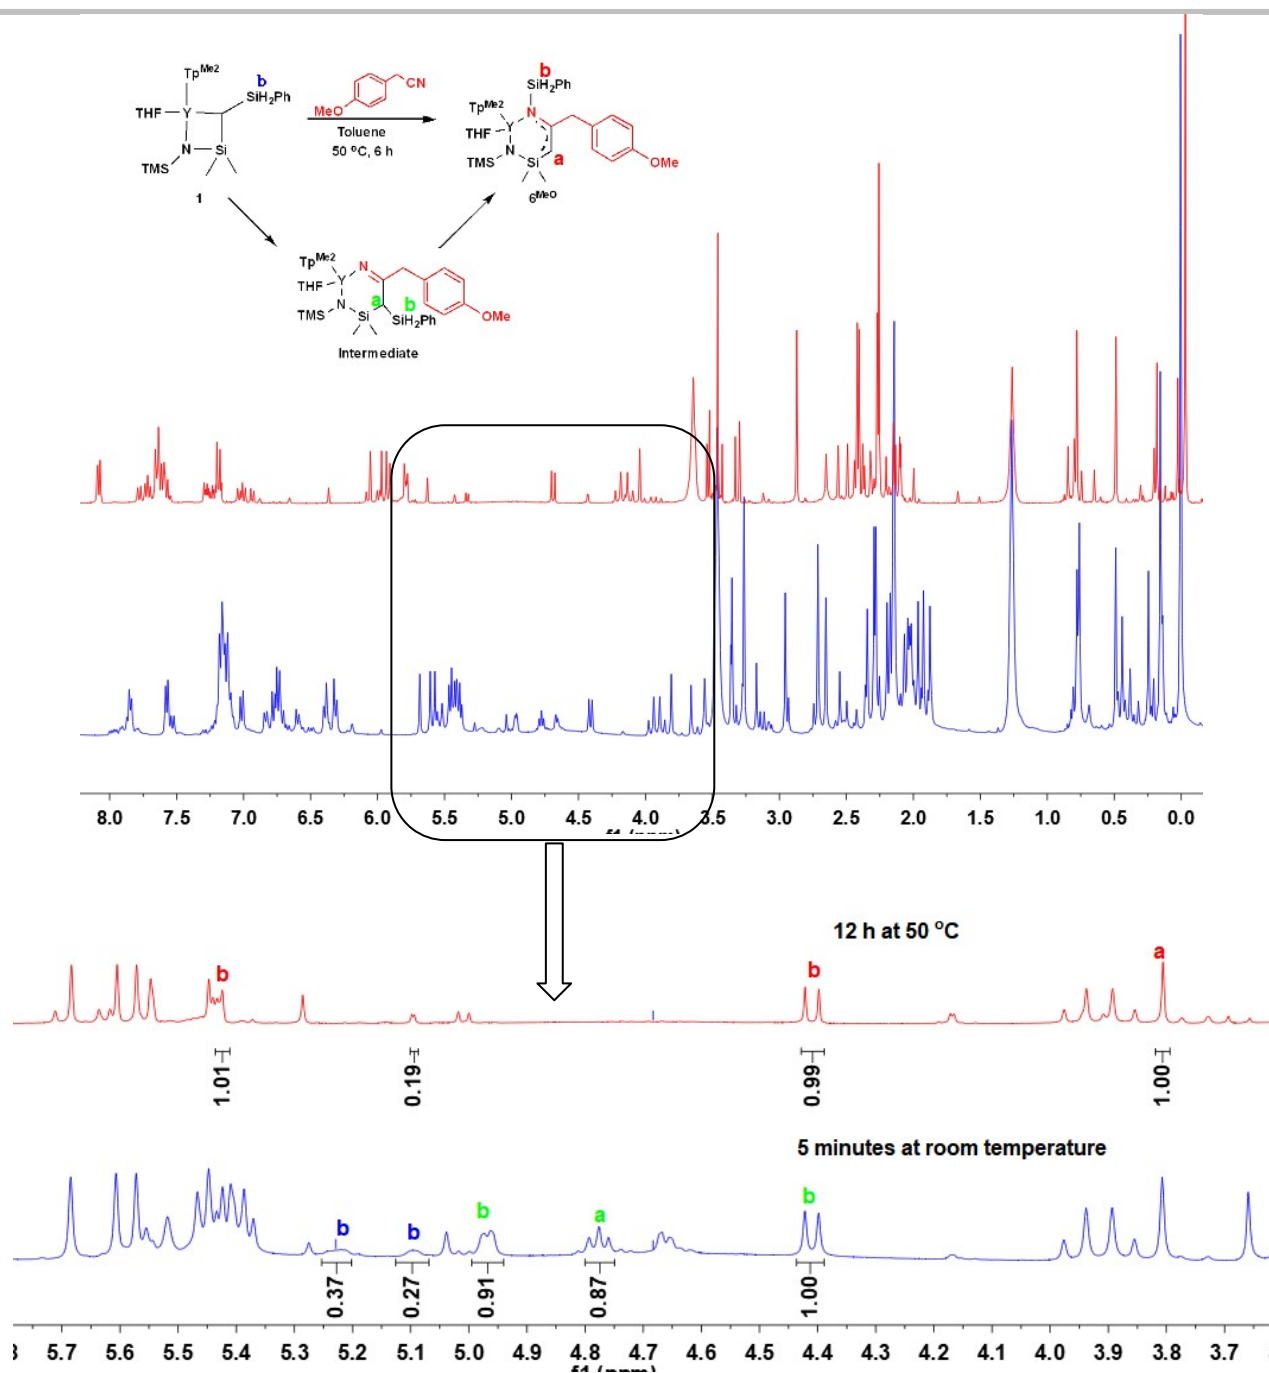 Tp^Me2
b
SiH₂Ph
THF
Y
N
Si
TMS
1
CN
MeO
Toluene
50 °C, 6 h
b
SiH₂Ph
Tp^Me2
N
THF
Y
TMS
N
Si
a
OMe
6^MeO
Tp^Me2
N
THF
Y
N
a
b
TMS
Si
SiH₂Ph
OMe
Intermediate
8.0 7.5 7.0 6.5 6.0 5.5 5.0 4.5 4.0 3.5 3.0 2.5 2.0 1.5 1.0 0.5 0.0
f1 (ppm)
12 h at 50 °C
b b a
1.01 0.19 0.99 1.00
5 minutes at room temperature
b b b a b
0.37 0.27 0.91 0.87 1.00
5.7 5.6 5.5 5.4 5.3 5.2 5.1 5.0 4.9 4.8 4.7 4.6 4.5 4.4 4.3 4.2 4.1 4.0 3.9 3.8 3.7
f1 (ppm)